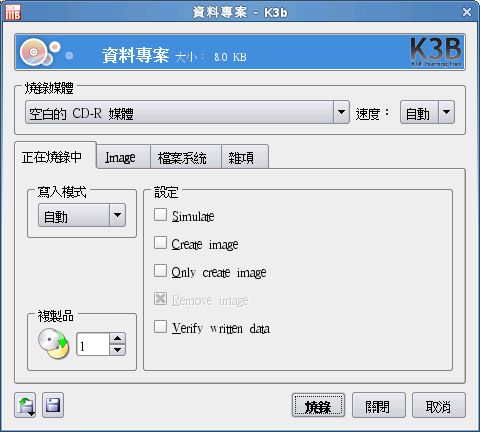 資料專案 - K3b
資料專案 大小： 8.0 KB
K3B
燒錄媒體
空白的 CD-R 媒體
速度：
自動
正在燒錄中
Image
檔案系統
雜項
寫入模式
自動
設定
Simulate
Create image
Only create image
Remove image
Verify written data
複製品
1
燒錄
關閉
取消